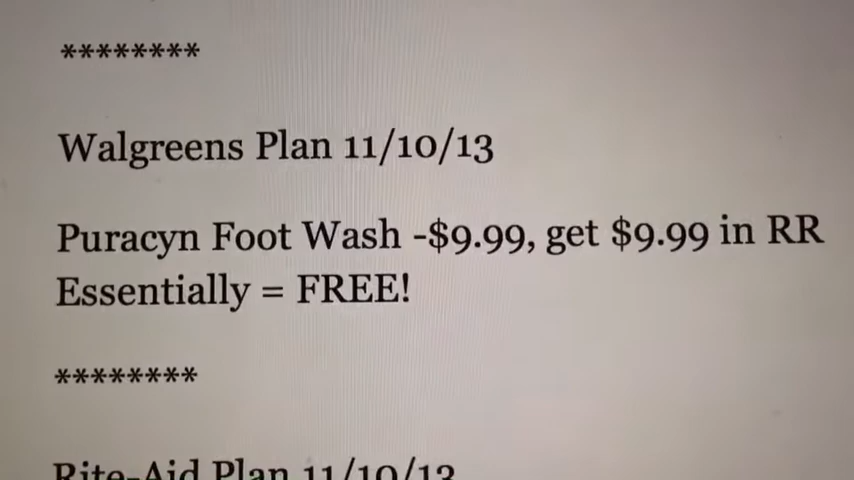 ********
Walgreens Plan 11/10/13
Puracyn Foot Wash -$9.99, get $9.99 in RR
Essentially = FREE!
********
Rite-Aid Plan 11/10/13